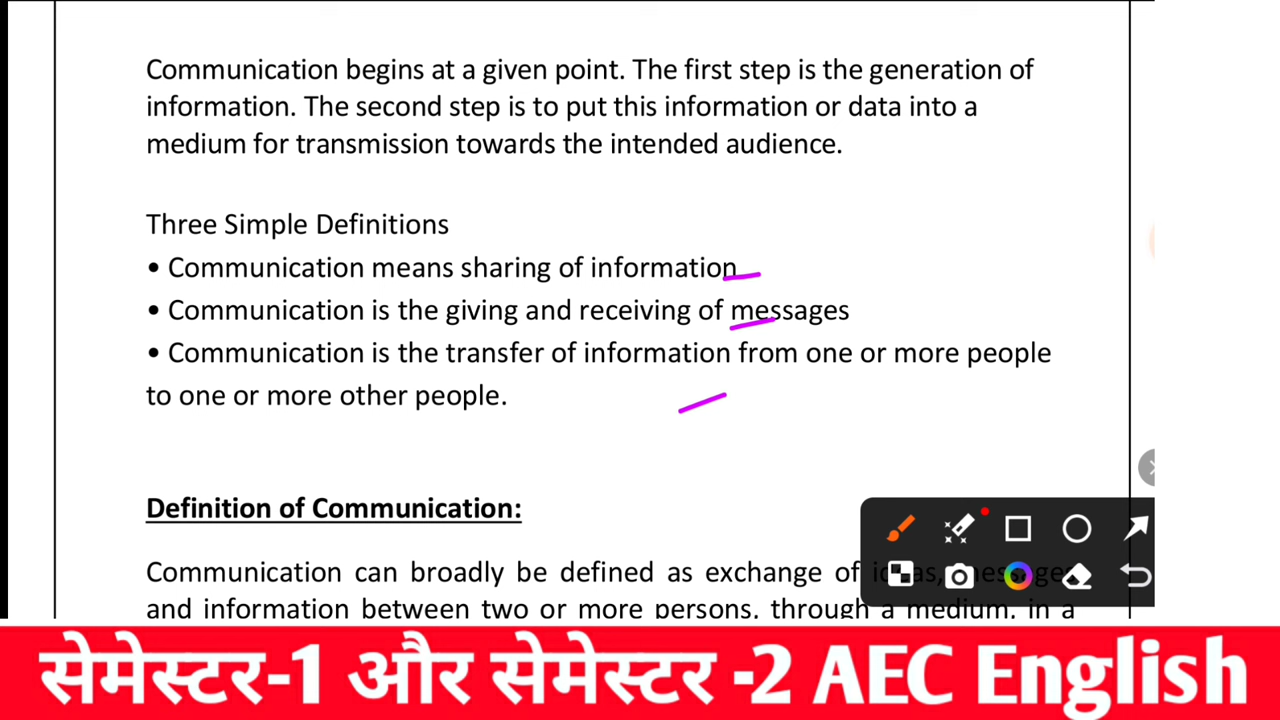 Communication begins at a given point. The first step is the generation of
information. The second step is to put this information or data into a
medium for transmission towards the intended audience.
Three Simple Definitions
• Communication means sharing of information
• Communication is the giving and receiving of messages
• Communication is the transfer of information from one or more people
to one or more other people.
Definition of Communication:
Communication can broadly be defined as exchange of ideas, messages
and information between two or more persons, through a medium, in a
सेमेस्टर-1 और सेमेस्टर -2 AEC English